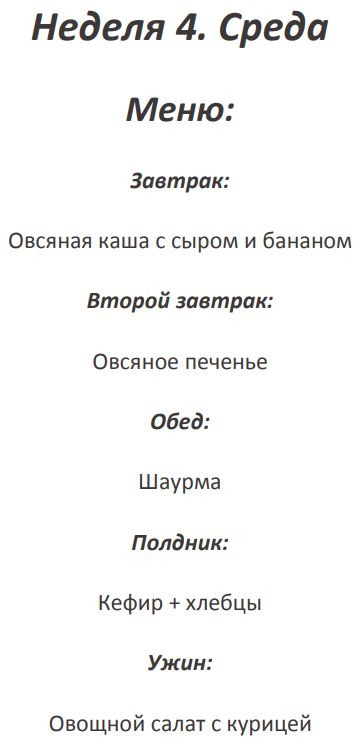 Неделя 4. Среда
Меню:
Завтрак:
Овсяная каша с сыром и бананом
Второй завтрак:
Овсяное печенье
Обед:
Шаурма
Полдник:
Кефир + хлебцы
Ужин:
Овощной салат с курицей